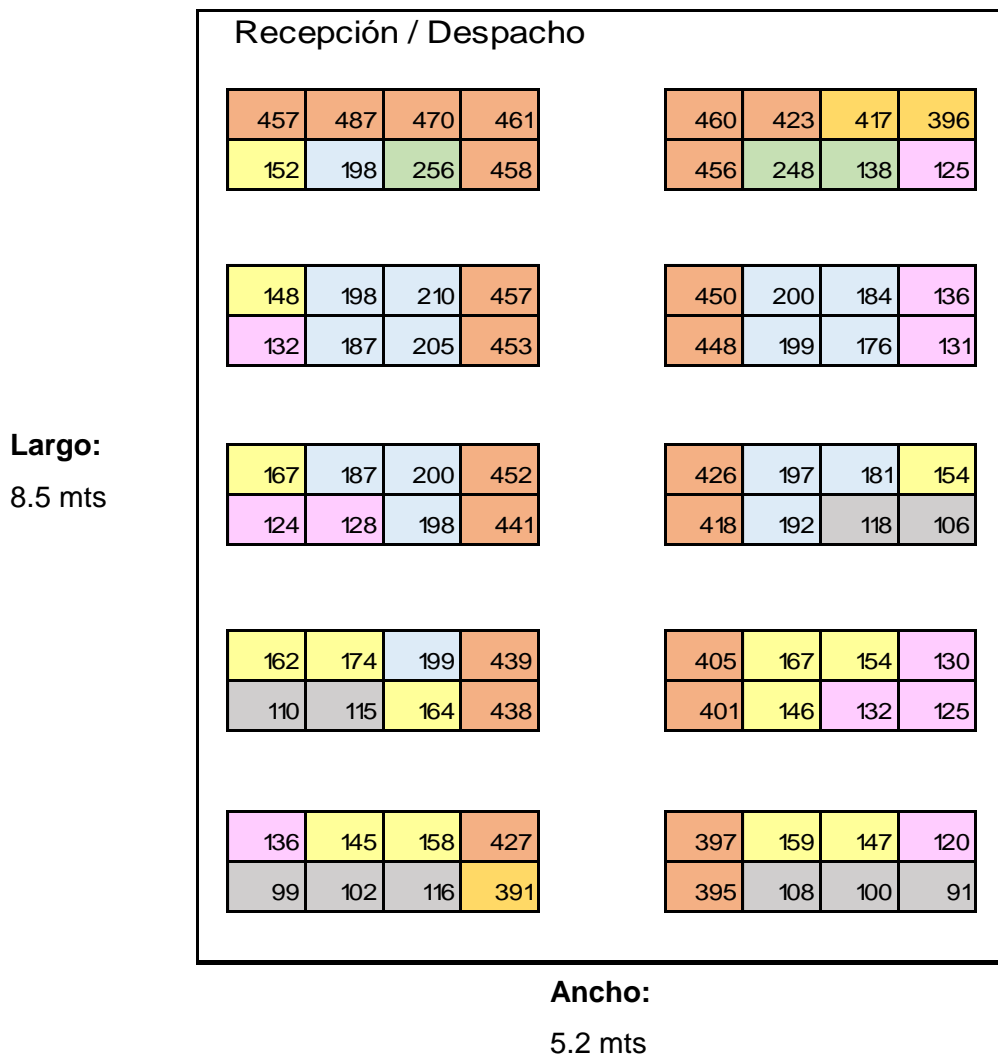 Recepción / Despacho
457 487 470 461 460 423 417 396
152 198 256 458 456 248 138 125
148 198 210 457 450 200 184 136
132 187 205 453 448 199 176 131
Largo:
8.5 mts
167 187 200 452 426 197 181 154
124 128 198 441 418 192 118 106
162 174 199 439 405 167 154 130
110 115 164 438 401 146 132 125
136 145 158 427 397 159 147 120
99 102 116 391 395 108 100 91
Ancho:
5.2 mts